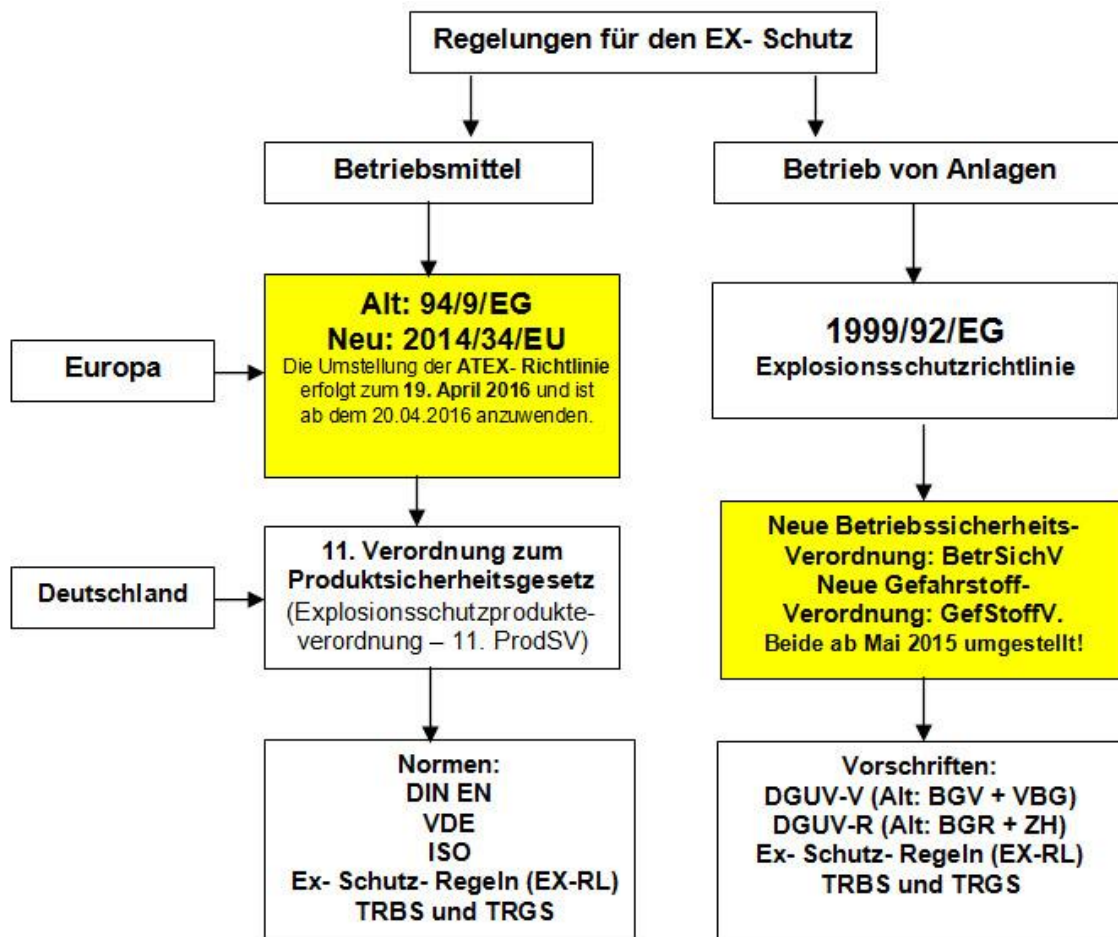 Regelungen für den EX- Schutz
Betriebsmittel
Betrieb von Anlagen
Europa
Alt: 94/9/EG
Neu: 2014/34/EU
Die Umstellung der ATEX- Richtlinie
erfolgt zum 19. April 2016 und ist
ab dem 20.04.2016 anzuwenden.
1999/92/EG
Explosionsschutzrichtlinie
Deutschland
11. Verordnung zum
Produktsicherheitsgesetz
(Explosionsschutzprodukte-
verordnung – 11. ProdSV)
Neue Betriebssicherheits-
Verordnung: BetrSichV
Neue Gefahrstoff-
Verordnung: GefStoffV.
Beide ab Mai 2015 umgestellt!
Normen:
DIN EN
VDE
ISO
Ex- Schutz- Regeln (EX-RL)
TRBS und TRGS
Vorschriften:
DGUV-V (Alt: BGV + VBG)
DGUV-R (Alt: BGR + ZH)
Ex- Schutz- Regeln (EX-RL)
TRBS und TRGS